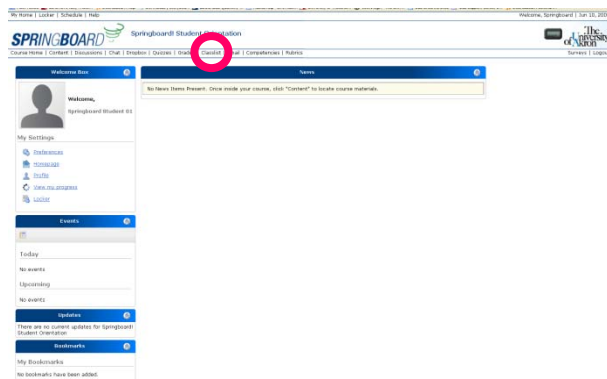 My Home | Locker | Schedule | Help
Welcome, Springboard | Jun 10, 200
SPRINGBOARD
Springboard! Student Orientation
The
University
of Akron
Course Home | Content | Discussions | Chat | Dropbox | Quizzes | Classlist | Competencies | Rubrics
Surveys | Logou
Welcome Box
Welcome,
Springboard Student 01
My Settings
Preferences
Homepage
Profile
View my progress
Locker
Events
Today
No events
Upcoming
No events
Updates
There are no current updates for Springboard!
Student Orientation
Bookmarks
My Bookmarks
No bookmarks have been added.
News
No News Items Present. Once inside your course, click "Content" to locate course materials.